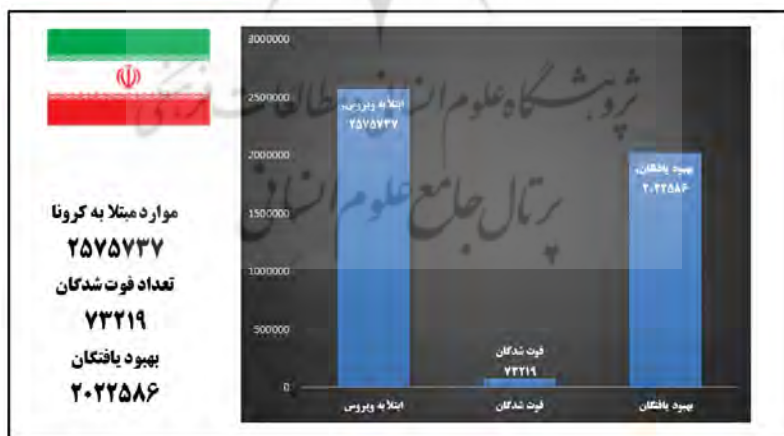 موارد مبتلا به کرونا
۲۵۷۵۷۳۷
تعداد فوت شدگان
۷۳۲۱۹
بهبود یافتگان
۲۰۲۲۵۸۶
3000000
2500000
2000000
1500000
1000000
500000
0
ابتلا به ویروس,
۲۵۷۵۷۳۷
فوت شدگان
۷۳۲۱۹
بهبود یافتگان,
۲۰۲۲۵۸۶
ابتلا به ویروس
فوت شدگان
بهبود یافتگان
پژوهشگاه علوم انسانی و مطالعات فرهنگی
پرتال جامع علوم انسانی